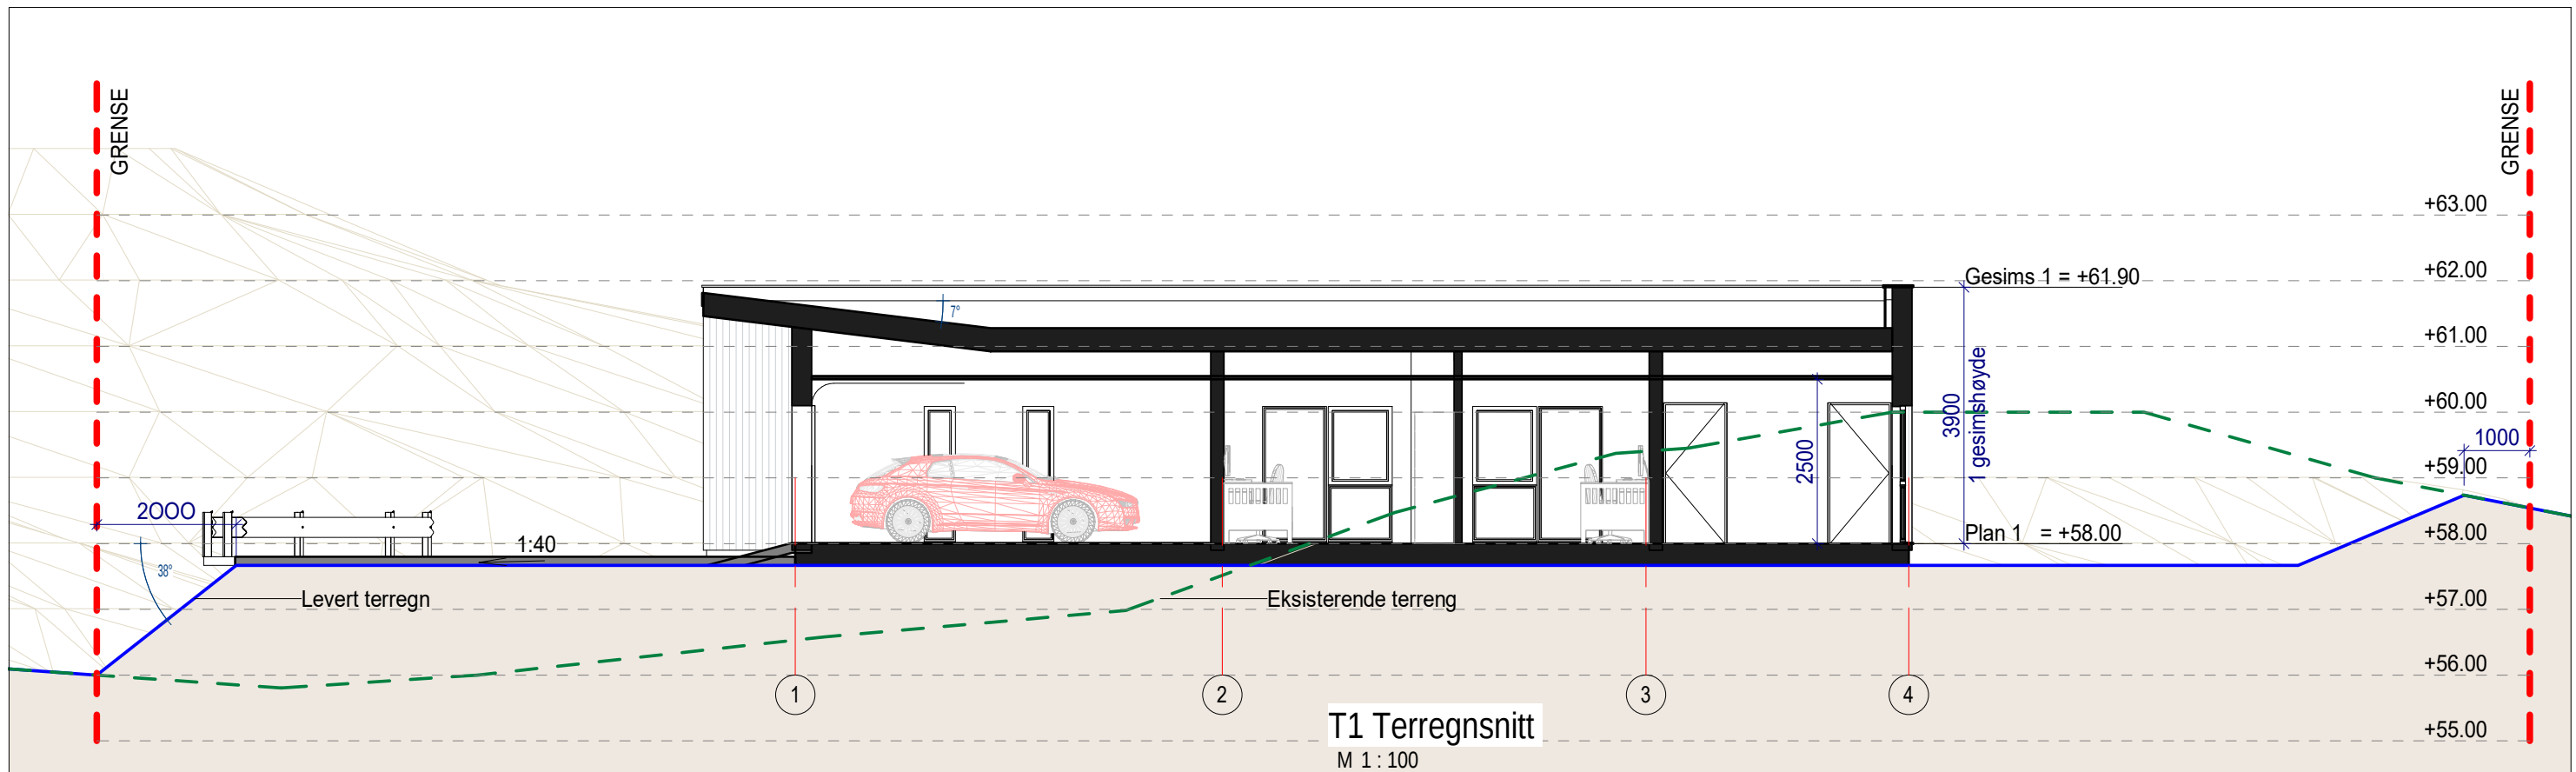 GRENSE
GRENSE
+63.00
+62.00
Gesims 1 = +61.90
7°
+61.00
+60.00
3900
1 gesimshøyde
2500
1000
+59.00
2000
1:40
Plan 1 = +58.00
+58.00
38°
Levert terregn
Eksisterende terreng
+57.00
+56.00
1
2
3
4
T1 Terregnsnitt
+55.00
M 1 : 100